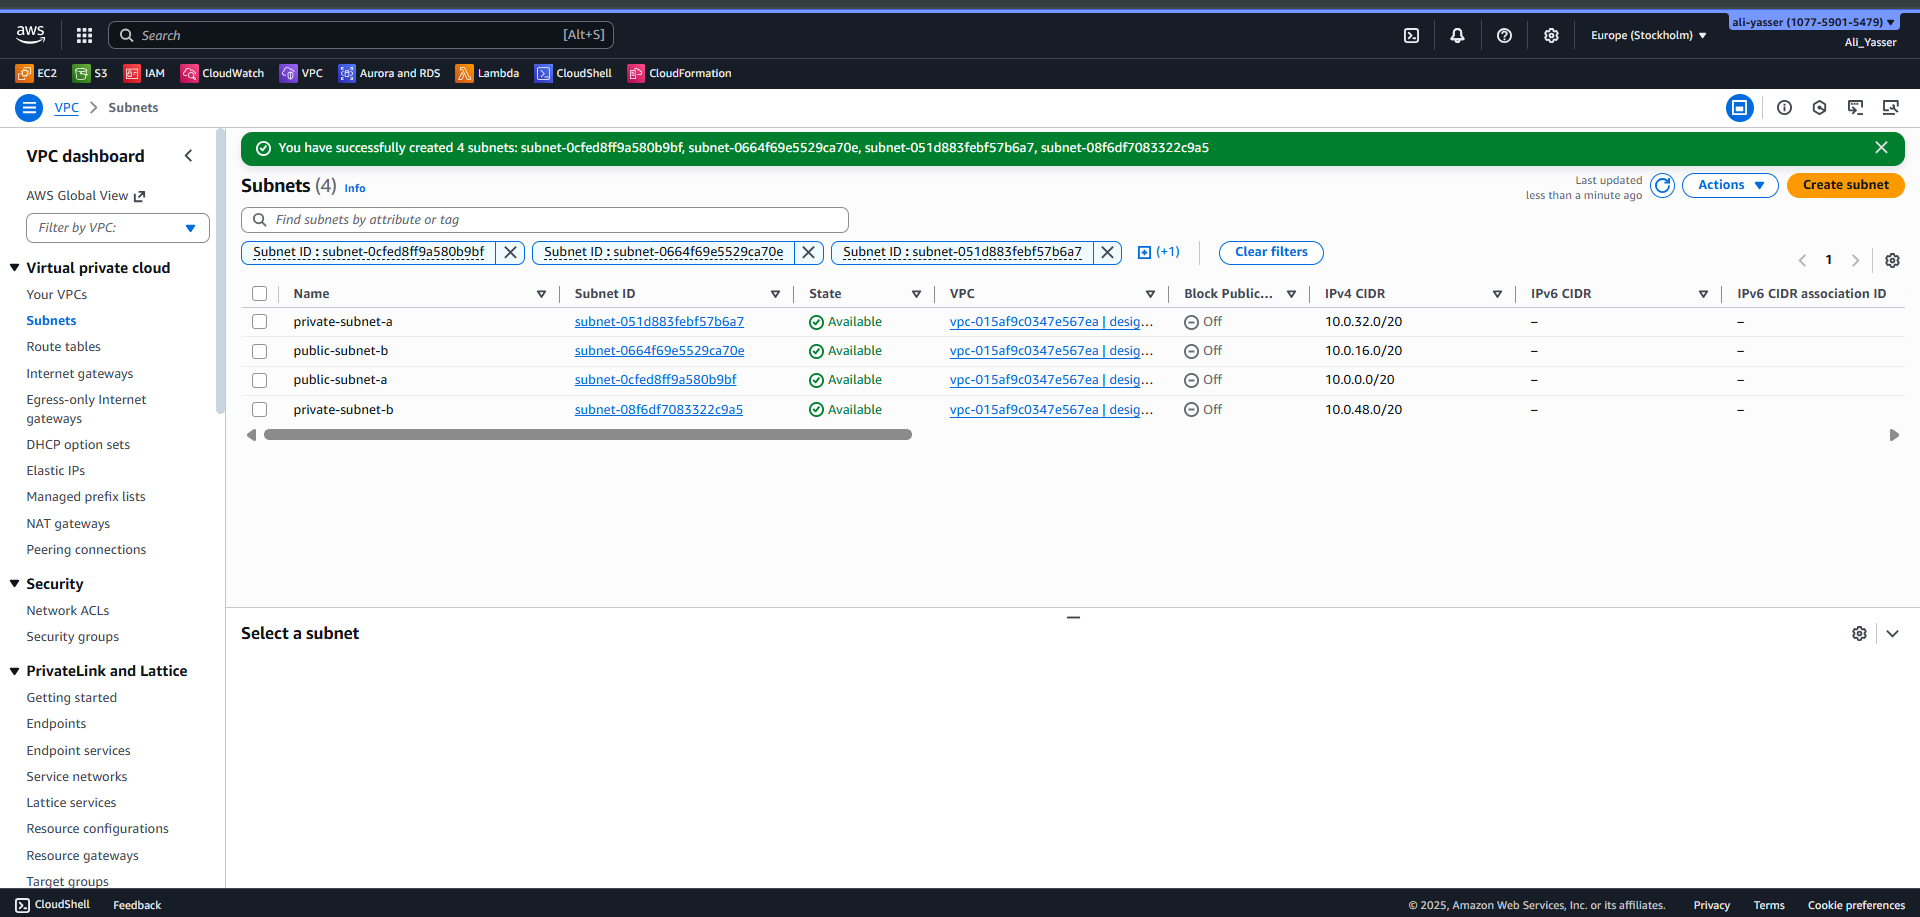 aws
Search [Alt+S]
Europe (Stockholm)
ali-yasser (1077-5901-5479)
Ali_Yasser
EC2 S3 IAM CloudWatch VPC Aurora and RDS Lambda CloudShell CloudFormation
VPC Subnets
VPC dashboard
AWS Global View
Filter by VPC:
Virtual private cloud
Your VPCs
Subnets
Route tables
Internet gateways
Egress-only Internet
gateways
DHCP option sets
Elastic IPs
Managed prefix lists
NAT gateways
Peering connections
Security
Network ACLs
Security groups
PrivateLink and Lattice
Getting started
Endpoints
Endpoint services
Service networks
Lattice services
Resource configurations
Resource gateways
Target groups
You have successfully created 4 subnets: subnet-0cfed8ff9a580b9bf, subnet-0664f69e5529ca70e, subnet-051d883febf57b6a7, subnet-08f6df7083322c9a5
Subnets (4) Info
Last updated
less than a minute ago
Actions
Create subnet
Find subnets by attribute or tag
Subnet ID : subnet-0cfed8ff9a580b9bf Subnet ID : subnet-0664f69e5529ca70e Subnet ID : subnet-051d883febf57b6a7 (+1) Clear filters
1
Name Subnet ID State VPC Block Public... IPv4 CIDR IPv6 CIDR IPv6 CIDR association ID
private-subnet-a subnet-051d883febf57b6a7 Available vpc-015af9c0347e567ea | desig... Off 10.0.32.0/20 – –
public-subnet-b subnet-0664f69e5529ca70e Available vpc-015af9c0347e567ea | desig... Off 10.0.16.0/20 – –
public-subnet-a subnet-0cfed8ff9a580b9bf Available vpc-015af9c0347e567ea | desig... Off 10.0.0.0/20 – –
private-subnet-b subnet-08f6df7083322c9a5 Available vpc-015af9c0347e567ea | desig... Off 10.0.48.0/20 – –
Select a subnet
CloudShell Feedback
© 2025, Amazon Web Services, Inc. or its affiliates. Privacy Terms Cookie preferences